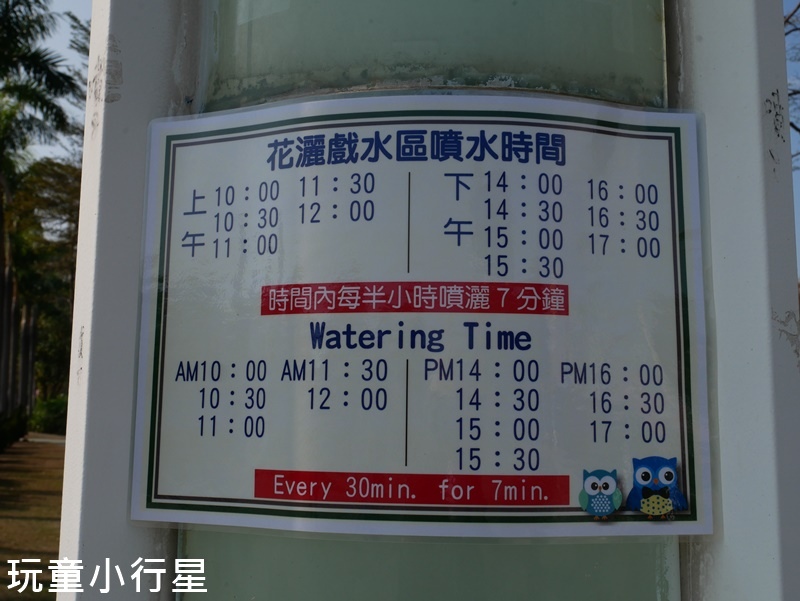 花灑戲水區噴水時間
上午 10：00 11：30
10：30 12：00
11：00
下午 14：00 16：00
14：30 16：30
15：00 17：00
15：30
時間內每半小時噴灑7分鐘
Watering Time
AM10：00 AM11：30 PM14：00 PM16：00
10：30 12：00 14：30 16：30
11：00 15：00 17：00
15：30
Every 30min. for 7min.
玩童小行星